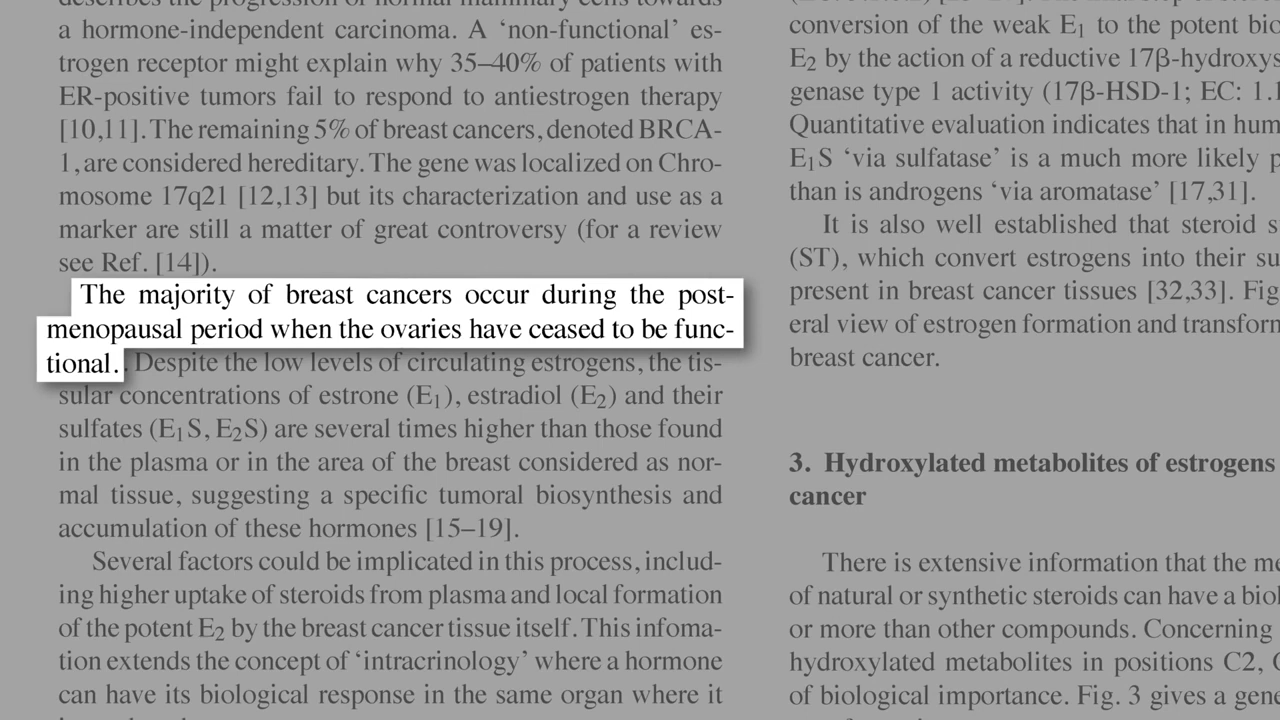 a hormone-independent carcinoma. A ‘non-functional’ es-
trogen receptor might explain why 35–40% of patients with
ER-positive tumors fail to respond to antiestrogen therapy
[10,11]. The remaining 5% of breast cancers, denoted BRCA-
1, are considered hereditary. The gene was localized on Chro-
mosome 17q21 [12,13] but its characterization and use as a
marker are still a matter of great controversy (for a review
see Ref. [14]).
The majority of breast cancers occur during the post-
menopausal period when the ovaries have ceased to be func-
tional. Despite the low levels of circulating estrogens, the tis-
sular concentrations of estrone (E1), estradiol (E2) and their
sulfates (E1S, E2S) are several times higher than those found
in the plasma or in the area of the breast considered as nor-
mal tissue, suggesting a specific tumoral biosynthesis and
accumulation of these hormones [15–19].
Several factors could be implicated in this process, includ-
ing higher uptake of steroids from plasma and local formation
of the potent E2 by the breast cancer tissue itself. This infoma-
tion extends the concept of ‘intracrinology’ where a hormone
can have its biological response in the same organ where it
conversion of the weak E1 to the potent bio
E2 by the action of a reductive 17β-hydroxys
genase type 1 activity (17β-HSD-1; EC: 1.1
Quantitative evaluation indicates that in hum
E1S ‘via sulfatase’ is a much more likely p
than is androgens ‘via aromatase’ [17,31].
It is also well established that steroid s
(ST), which convert estrogens into their su
present in breast cancer tissues [32,33]. Fig
eral view of estrogen formation and transform
breast cancer.
3. Hydroxylated metabolites of estrogens
cancer
There is extensive information that the me
of natural or synthetic steroids can have a biol
or more than other compounds. Concerning
hydroxylated metabolites in positions C2, C
of biological importance. Fig. 3 gives a gene